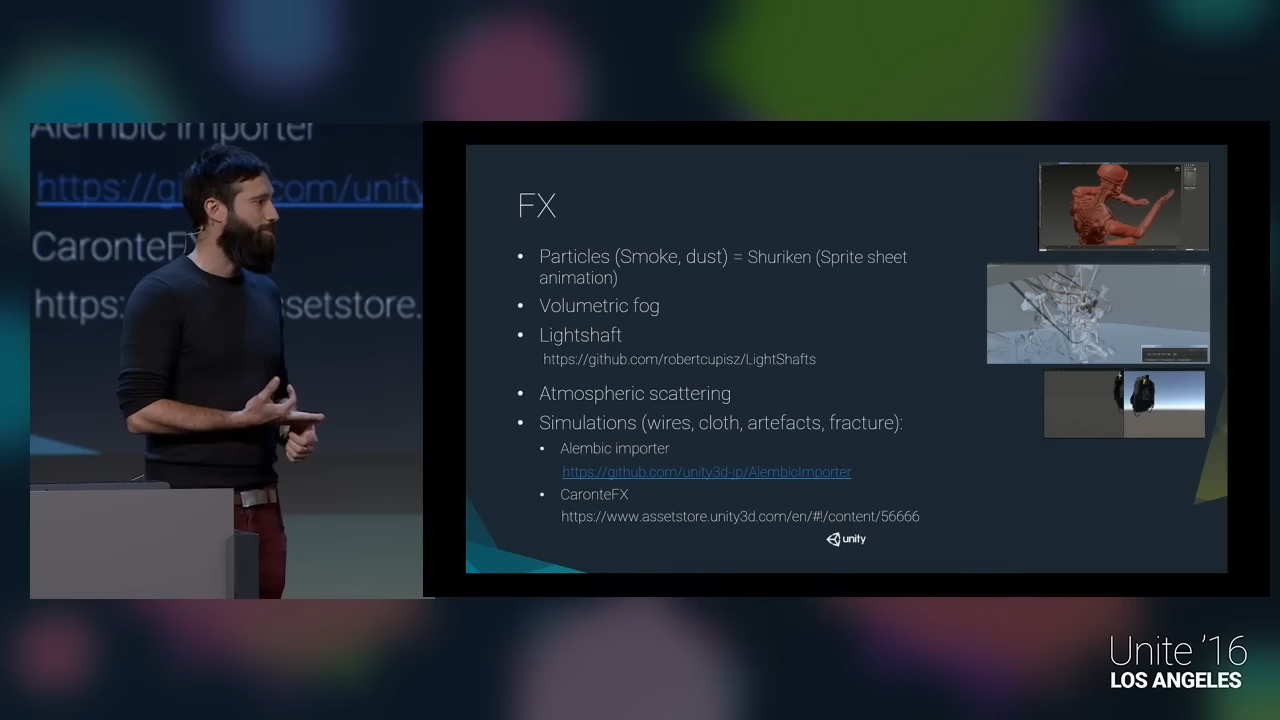 Alembic importer
https://gi
.com/unity
CaronteFX
https:
assetstore.
FX
• Particles (Smoke, dust) = Shuriken (Sprite sheet
animation)
• Volumetric fog
• Lightshaft
https://github.com/robertcupisz/LightShafts
• Atmospheric scattering
• Simulations (wires, cloth, artefacts, fracture):
• Alembic importer
https://github.com/unity3d-jp/AlembicImporter
• CaronteFX
https://www.assetstore.unity3d.com/en/#!/content/56666
unity
Unite '16
LOS ANGELES